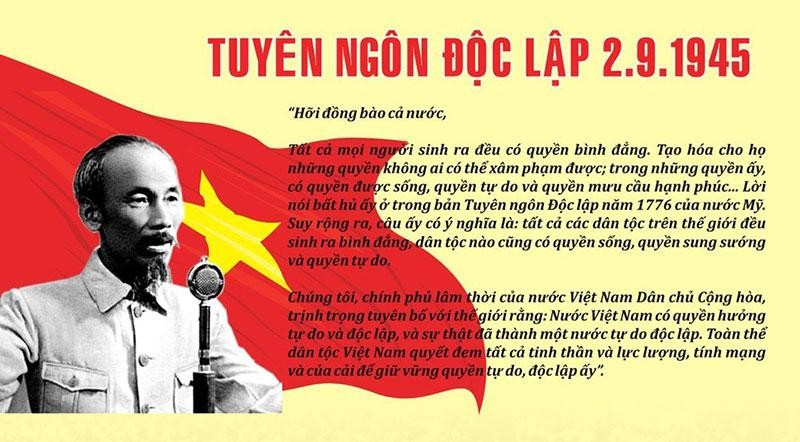 TUYÊN NGÔN ĐỘC LẬP 2.9.1945
“Hỡi đồng bào cả nước,
Tất cả mọi người sinh ra đều có quyền bình đẳng. Tạo hóa cho họ
những quyền không ai có thể xâm phạm được; trong những quyền ấy,
có quyền được sống, quyền tự do và quyền mưu cầu hạnh phúc... Lời
nói bất hủ ấy ở trong bản Tuyên ngôn Độc lập năm 1776 của nước Mỹ.
Suy rộng ra, câu ấy có ý nghĩa là: tất cả các dân tộc trên thế giới đều
sinh ra bình đẳng, dân tộc nào cũng có quyền sống, quyền sung sướng
và quyền tự do.
Chúng tôi, chính phủ lâm thời của nước Việt Nam Dân chủ Cộng hòa,
trịnh trọng tuyên bố với thế giới rằng: Nước Việt Nam có quyền hưởng
tự do và độc lập, và sự thật đã thành một nước tự do độc lập. Toàn thể
dân tộc Việt Nam quyết đem tất cả tinh thần và lực lượng, tính mạng
và của cải để giữ vững quyền tự do, độc lập ấy”.